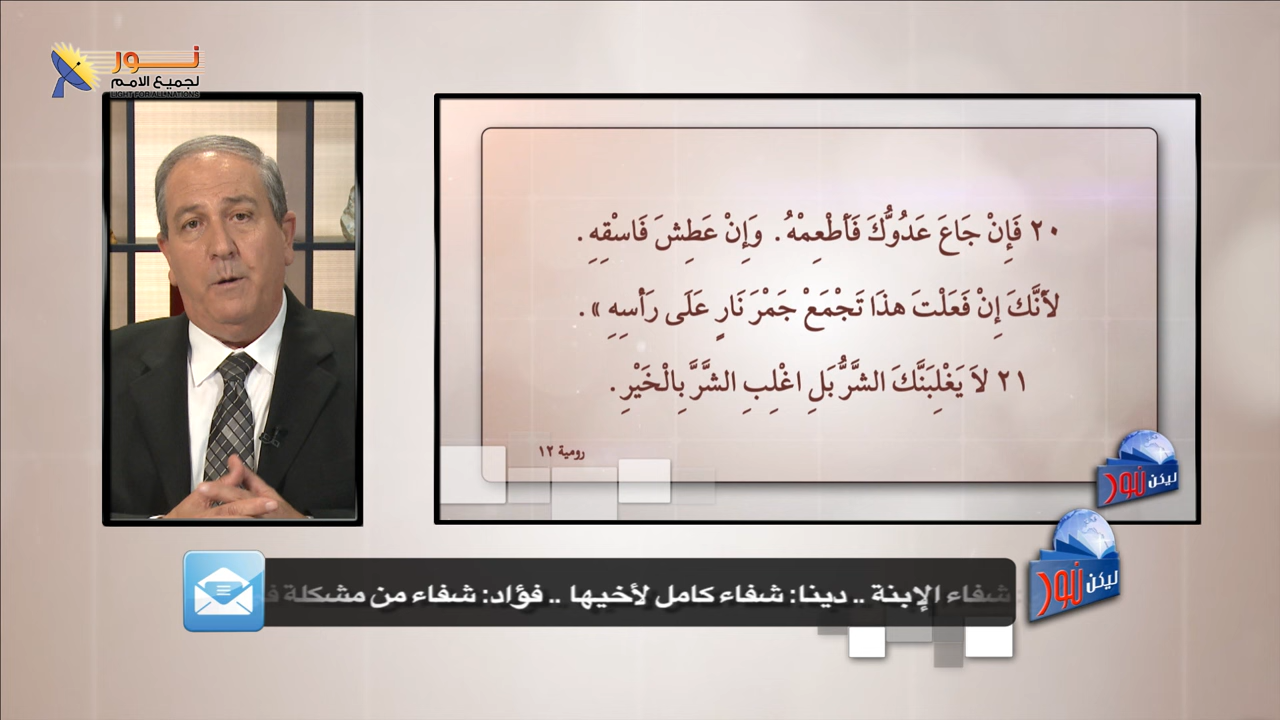 نور
لجميع الامم
LIGHT FOR ALL NATIONS
٢٠ فَإِنْ جَاعَ عَدُوُّكَ فَأَطْعِمْهُ. وَإِنْ عَطِشَ فَاسْقِهِ.
لأَنَّكَ إِنْ فَعَلْتَ هذَا تَجْمَعْ جَمْرَ نَارٍ عَلَى رَأْسِهِ».
٢١ لاَ يَغْلِبَنَّكَ الشَّرُّ بَلِ اغْلِبِ الشَّرَّ بِالْخَيْرِ.
رومية ١٢
ليكن نور
ليكن نور
شفاء الإبنة .. دينا: شفاء كامل لأخيها .. فؤاد: شفاء من مشكلة